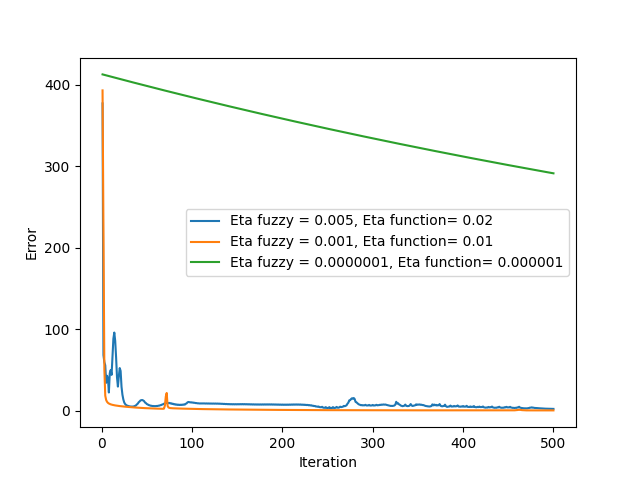 400
300
200
100
0
Error
Eta fuzzy = 0.005, Eta function= 0.02
Eta fuzzy = 0.001, Eta function= 0.01
Eta fuzzy = 0.0000001, Eta function= 0.000001
0 100 200 300 400 500
Iteration